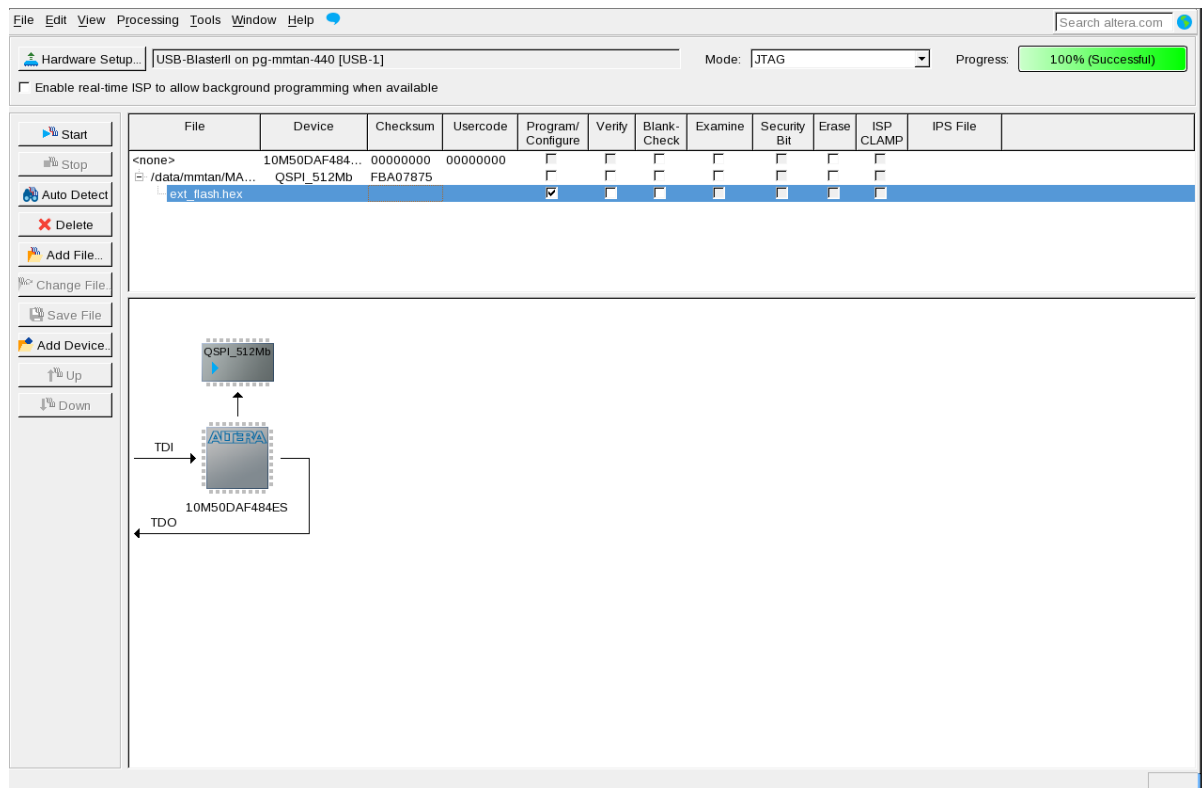 File Edit View Processing Tools Window Help
Search altera.com
Hardware Setup... USB-BlasterII on pg-mmtan-440 [USB-1] Mode: JTAG Progress: 100% (Successful)
Enable real-time ISP to allow background programming when available
Start
Stop
Auto Detect
Delete
Add File...
Change File..
Save File
Add Device..
Up
Down
File Device Checksum Usercode Program/ Verify Blank- Examine Security Erase ISP IPS File
Configure Check Bit CLAMP
<none> 10M50DAF484... 00000000 00000000
/data/mmtan/MA... QSPI_512Mb FBA07875
ext_flash.hex
QSPI_512Mb
TDI
ALTERA
10M50DAF484ES
TDO